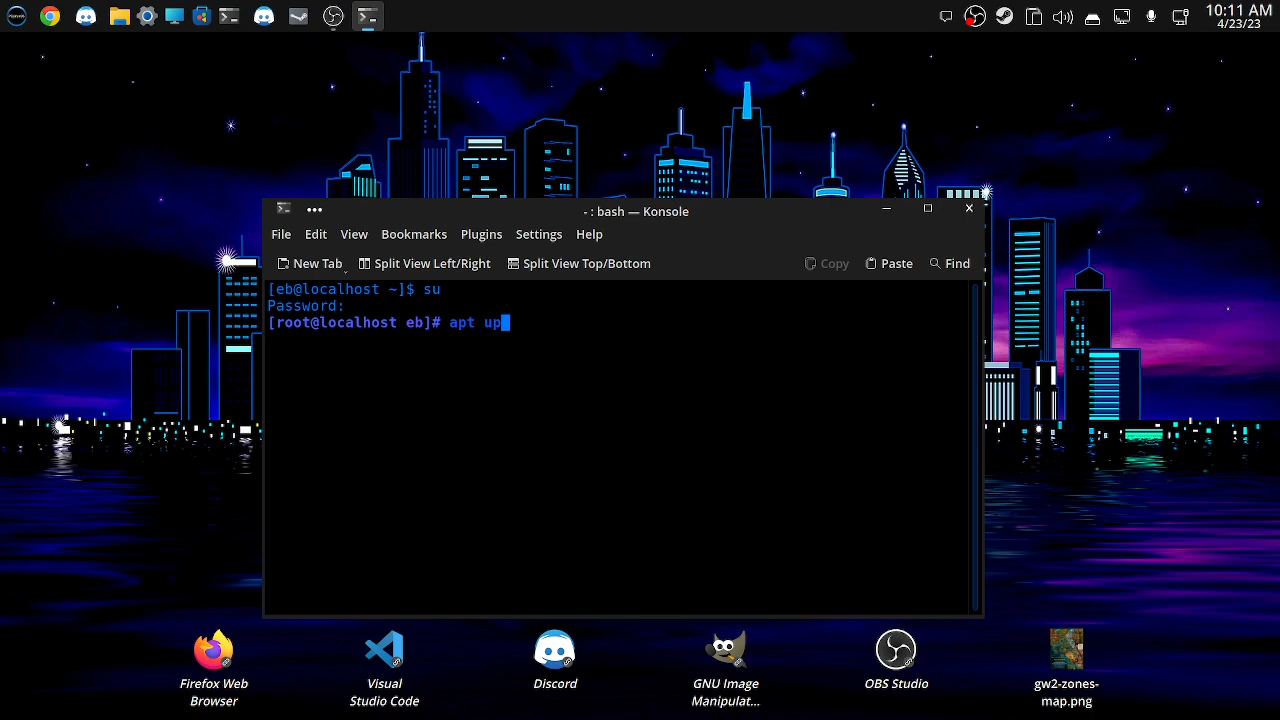 10:11 AM
4/23/23
- : bash — Konsole
File Edit View Bookmarks Plugins Settings Help
New Tab Split View Left/Right Split View Top/Bottom Copy Paste Find
[eb@localhost ~]$ su
Password:
[root@localhost eb]# apt up
Firefox Web
Browser
Visual
Studio Code
Discord
GNU Image
Manipulat...
OBS Studio
gw2-zones-
map.png